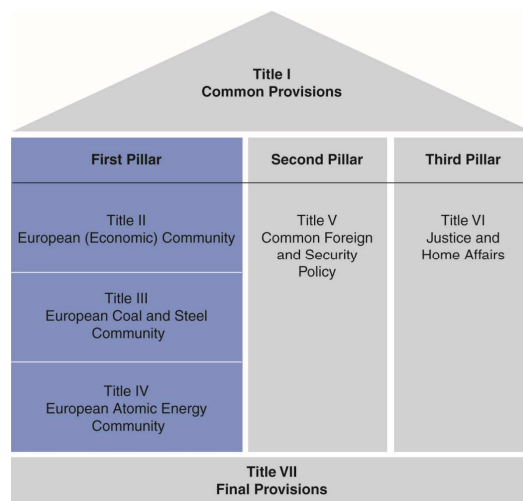 Title I
Common Provisions
First Pillar
Second Pillar
Third Pillar
Title II
European (Economic) Community
Title III
European Coal and Steel
Community
Title IV
European Atomic Energy
Community
Title V
Common Foreign
and Security
Policy
Title VI
Justice and
Home Affairs
Title VII
Final Provisions